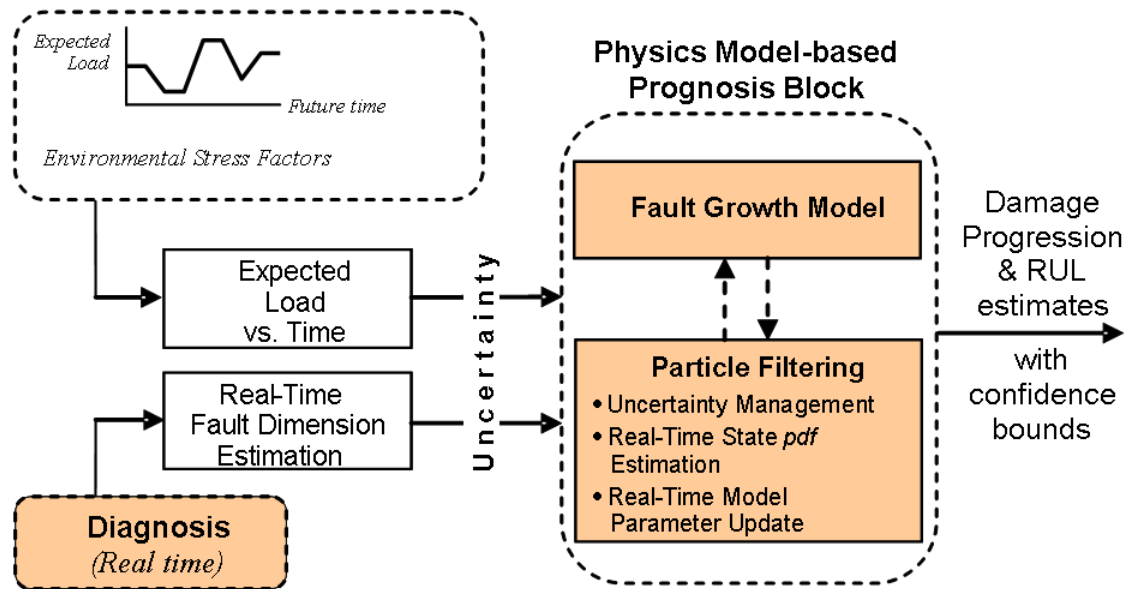 Expected
Load
Future time
Environmental Stress Factors
Expected
Load
vs. Time
Real-Time
Fault Dimension
Estimation
Diagnosis
(Real time)
Uncertainty
Physics Model-based
Prognosis Block
Fault Growth Model
Particle Filtering
• Uncertainty Management
• Real-Time State pdf
Estimation
• Real-Time Model
Parameter Update
Damage
Progression
& RUL
estimates
with
confidence
bounds